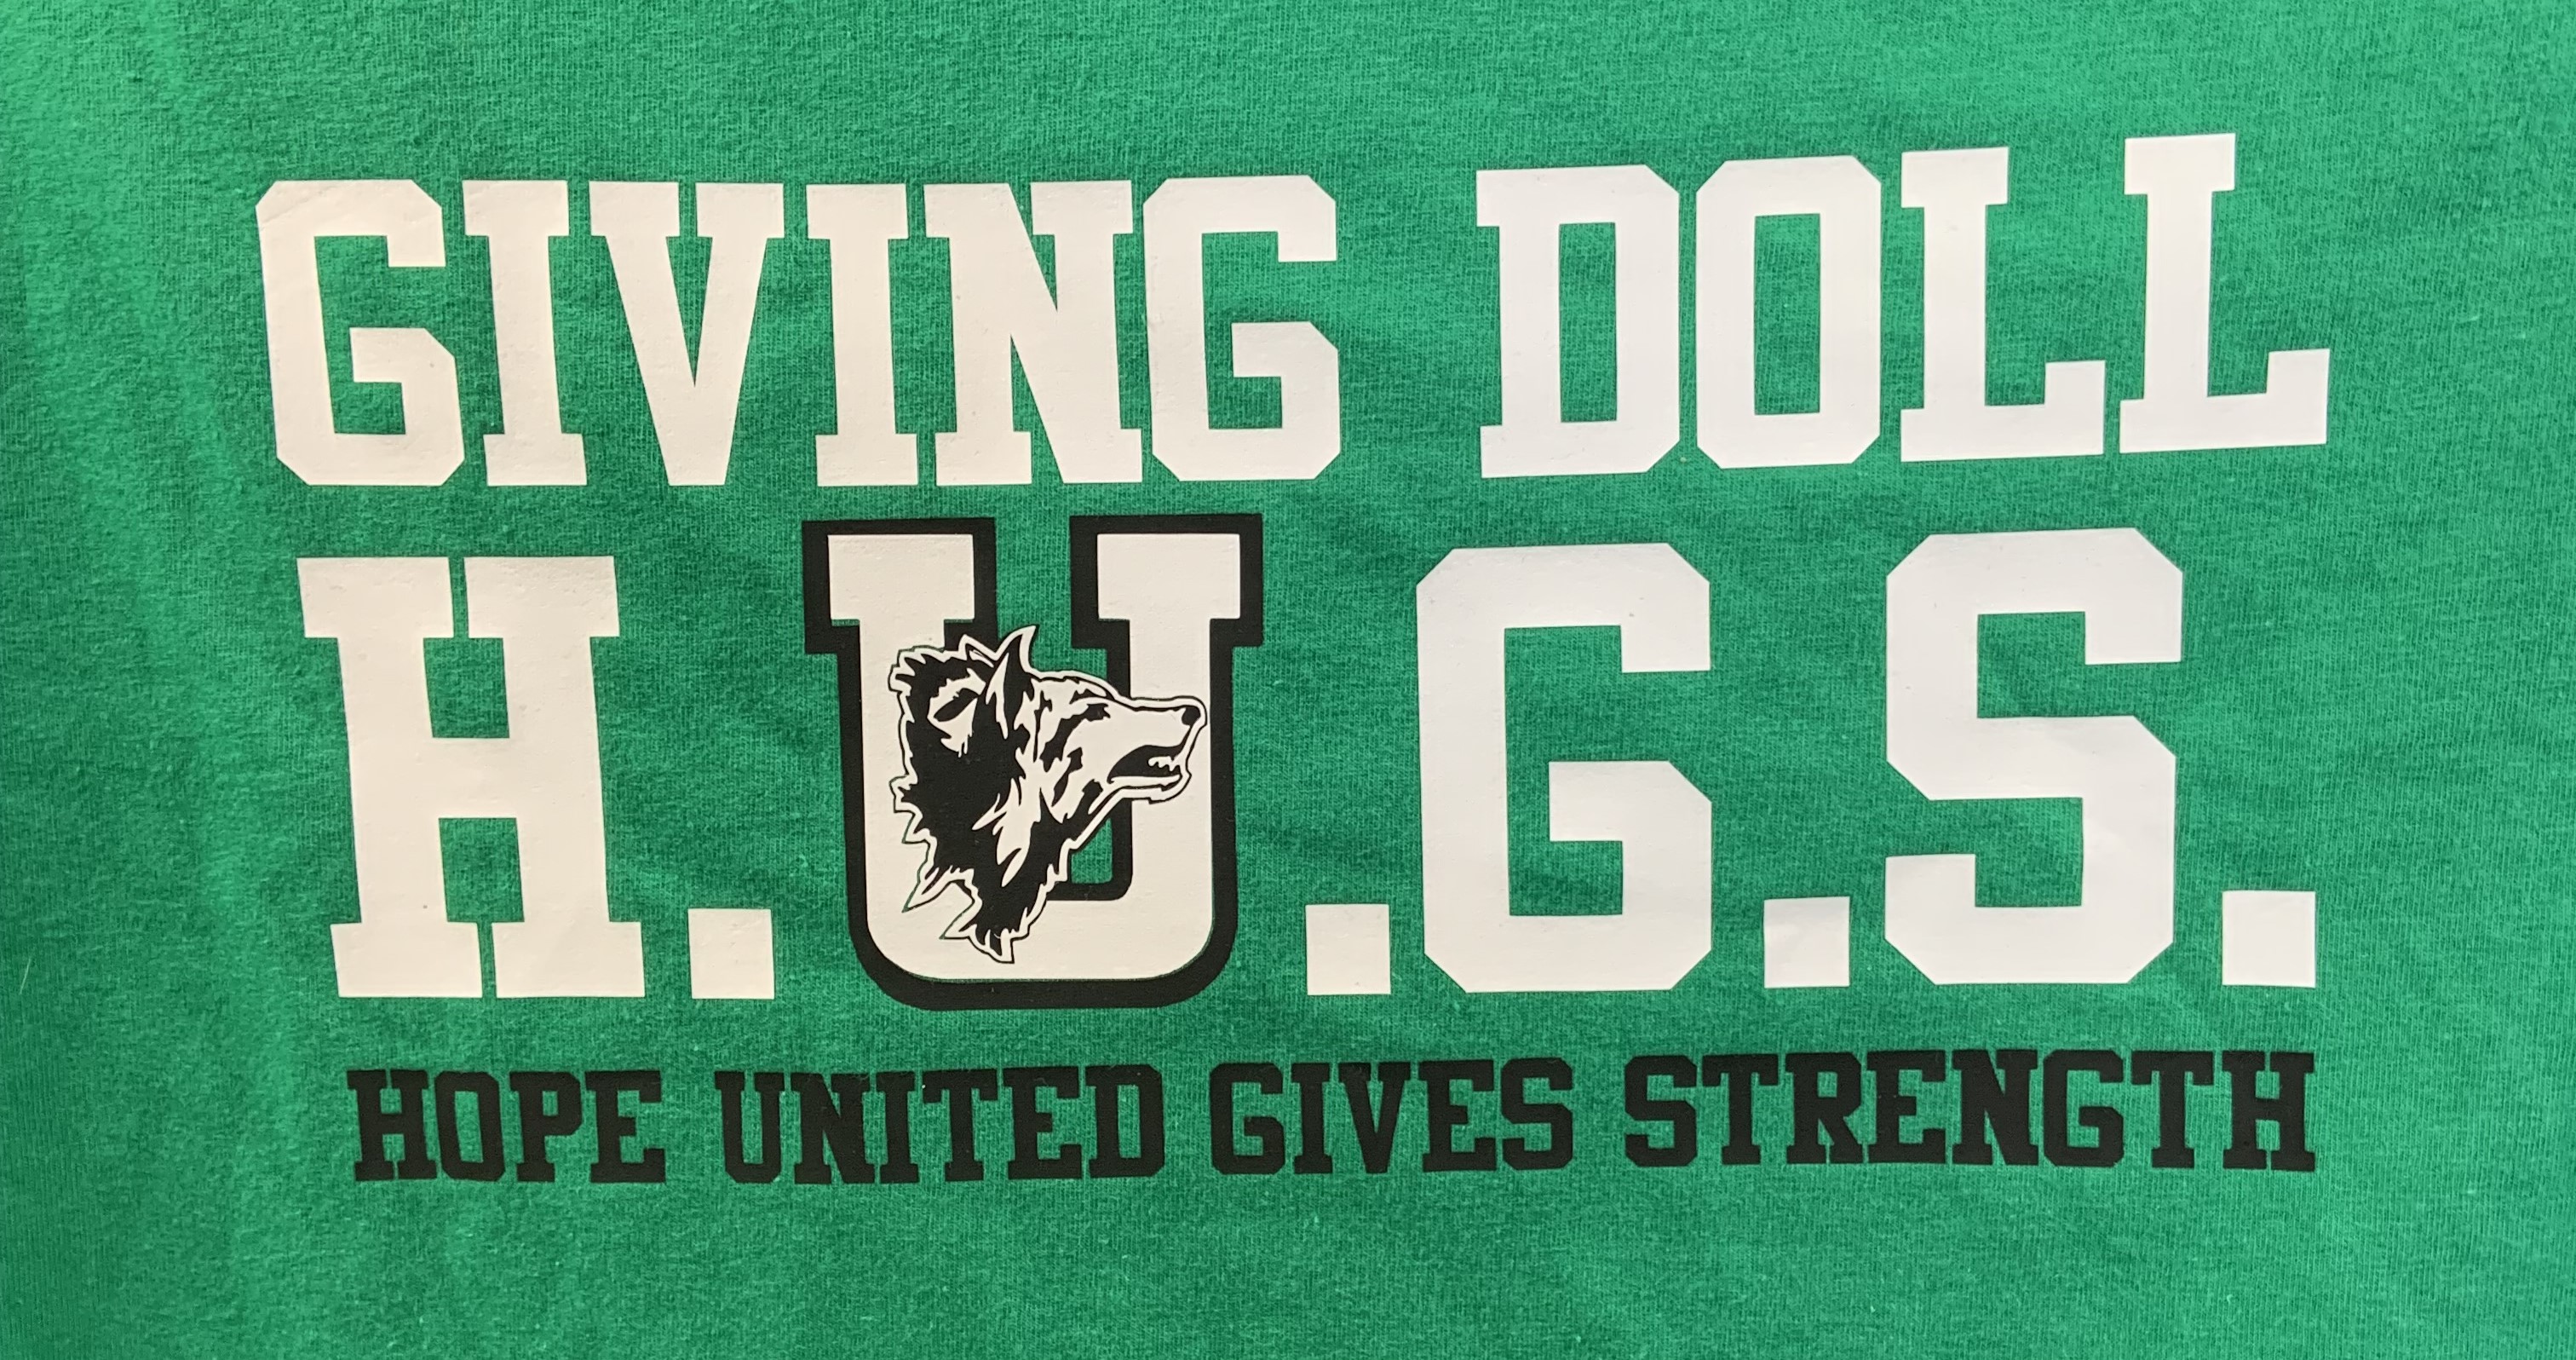 GIVING DOLL
H.U.G.S.
HOPE UNITED GIVES STRENGTH